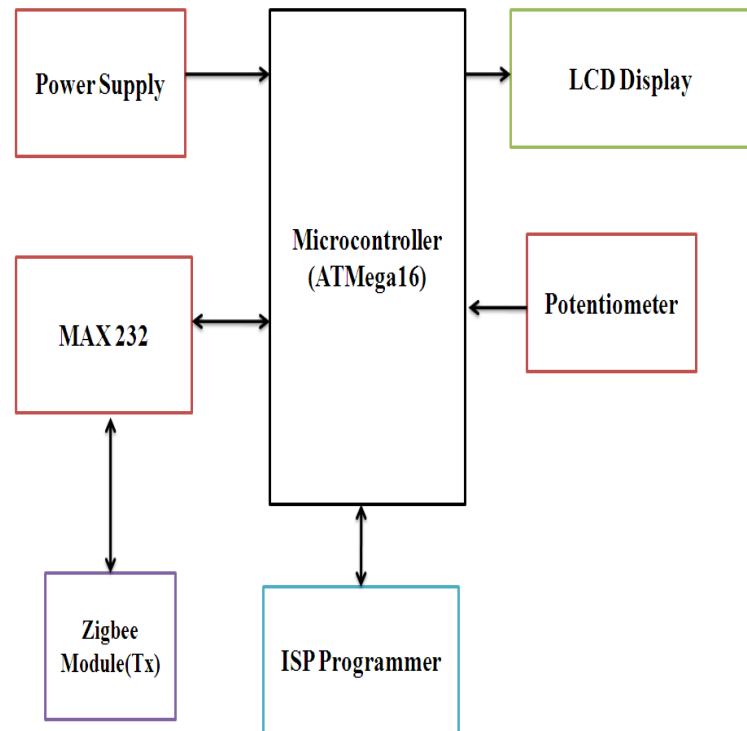 Power Supply
LCD Display
Microcontroller
(ATMega16)
Potentiometer
MAX 232
Zigbee
Module(Tx)
ISP Programmer